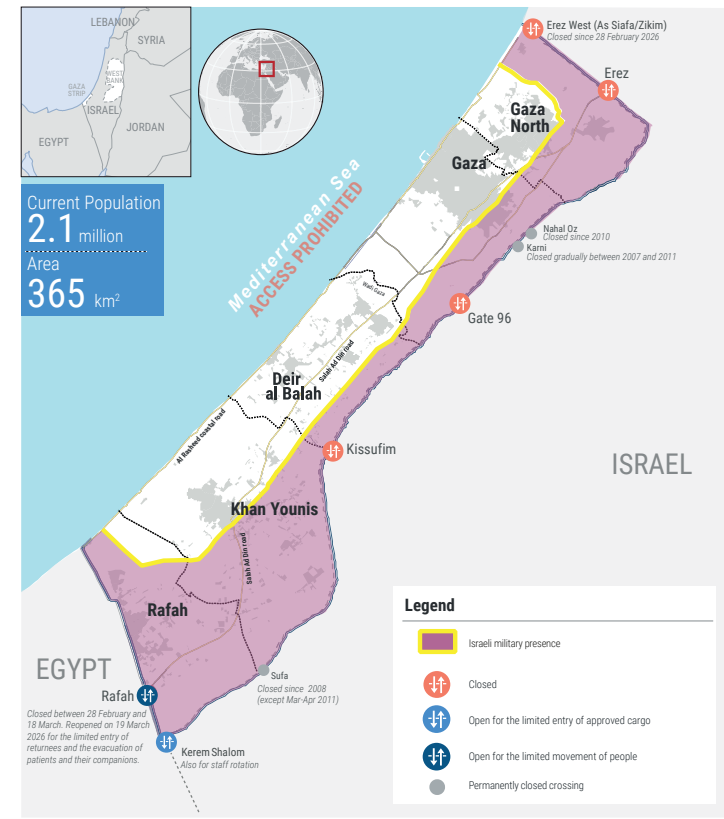 LEBANON
SYRIA
WEST
BANK
GAZA
STRIP
ISRAEL
JORDAN
EGYPT
Current Population
2.1 million
Area
365 km²
Mediterranean Sea
ACCESS PROHIBITED
Erez West (As Siafa/Zikim)
Closed since 28 February 2026
Erez
Gaza
North
Gaza
Nahal Oz
Closed since 2010
Karni
Closed gradually between 2007 and 2011
Wadi Gaza
Gate 96
Salah Ad Din road
Deir
al Balah
Al Rasheed coastal road
Kissufim
ISRAEL
Khan Younis
Salah Ad Din road
Rafah
EGYPT
Rafah
Closed between 28 February and
18 March. Reopened on 19 March
2026 for the limited entry of
returnees and the evacuation of
patients and their companions.
Sufa
Closed since 2008
(except Mar-Apr 2011)
Kerem Shalom
Also for staff rotation
Legend
Israeli military presence
Closed
Open for the limited entry of approved cargo
Open for the limited movement of people
Permanently closed crossing